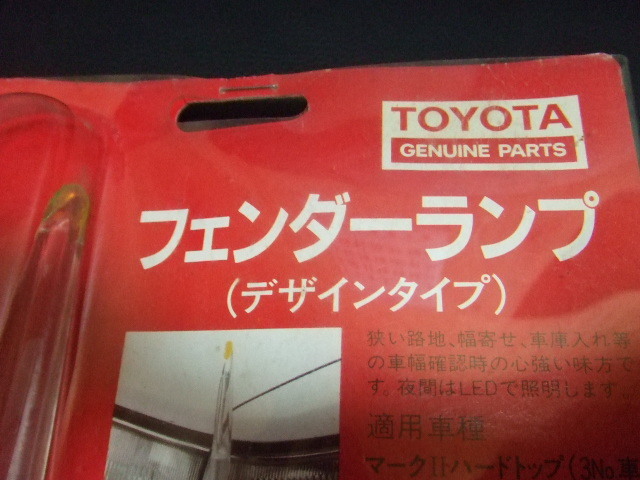 TOYOTA
GENUINE PARTS
フェンダーランプ
(デザインタイプ)
狭い路地、幅寄せ、車庫入れ等
の車幅確認時の心強い味方で
す。夜間はLEDで照明します。
適用車種
マークIIハードトップ(3No.車